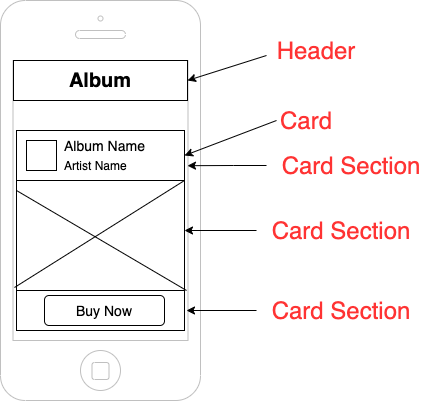 Header
Album
Card
Album Name
Artist Name
Card Section
Card Section
Buy Now
Card Section